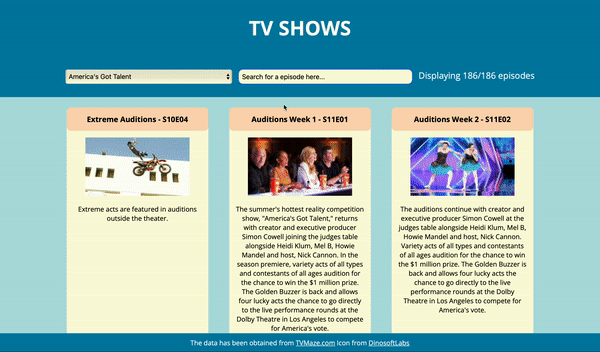 TV SHOWS
America's Got Talent
Search for a episode here...
Displaying 186/186 episodes
Extreme Auditions - S10E04
Extreme acts are featured in auditions
outside the theater.
Auditions Week 1 - S11E01
The summer's hottest reality competition
show, "America's Got Talent," returns
with creator and executive producer
Simon Cowell joining the judges table
alongside Heidi Klum, Mel B, Howie
Mandel and host, Nick Cannon. In the
season premiere, variety acts of all types
and contestants of all ages audition for
the chance to win the $1 million prize.
The Golden Buzzer is back and allows
four lucky acts the chance to go directly
to the live performance rounds at the
Dolby Theatre in Los Angeles to compete
for America's vote.
Auditions Week 2 - S11E02
The auditions continue with creator and
executive producer Simon Cowell at the
judges table alongside Heidi Klum, Mel B,
Howie Mandel and host, Nick Cannon.
Variety acts of all types and contestants
of all ages audition for the chance to win
the $1 million prize. The Golden Buzzer is
back and allows four lucky acts the
chance to go directly to the live
performance rounds at the Dolby
Theatre in Los Angeles to compete for
America's vote.
The data has been obtained from TVMaze.com Icon from DinosoftLabs